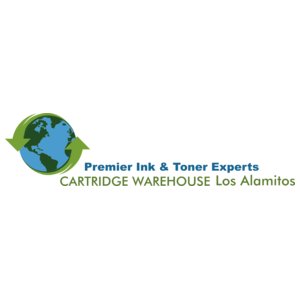 Premier Ink & Toner Experts
CARTRIDGE WAREHOUSE Los Alamitos